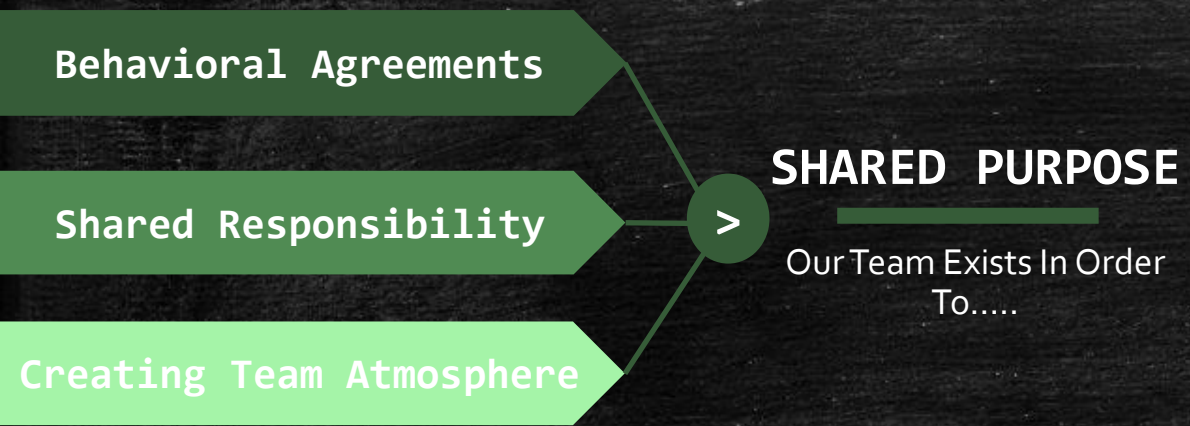 Behavioral Agreements
Shared Responsibility
Creating Team Atmosphere
>
SHARED PURPOSE
Our Team Exists In Order
To.....